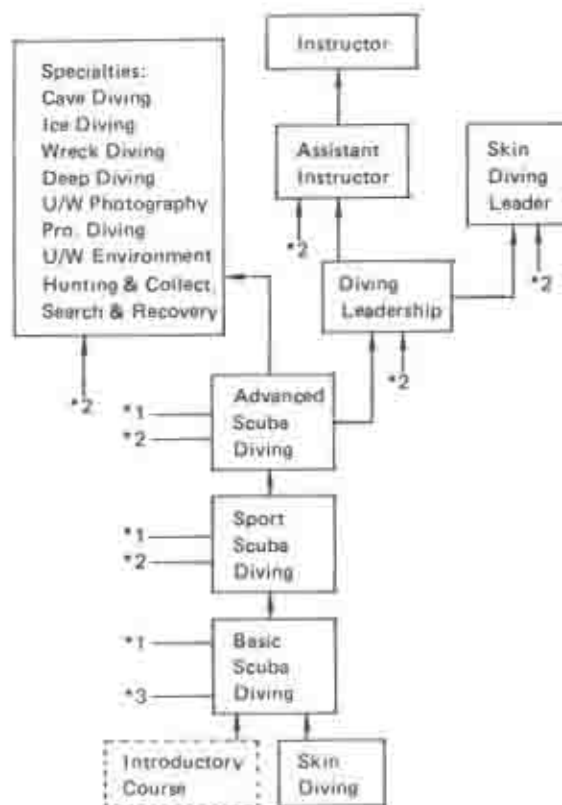 Instructor
Specialties:
Cave Diving
Ice Diving
Wreck Diving
Deep Diving
U/W Photography
Pro. Diving
U/W Environment
Hunting & Collect.
Search & Recovery
*2
Assistant
Instructor
*2
Skin
Diving
Leader
*2
Diving
Leadership
*2
*1
*2
Advanced
Scuba
Diving
*1
*2
Sport
Scuba
Diving
*1
*3
Basic
Scuba
Diving
Introductory
Course
Skin
Diving